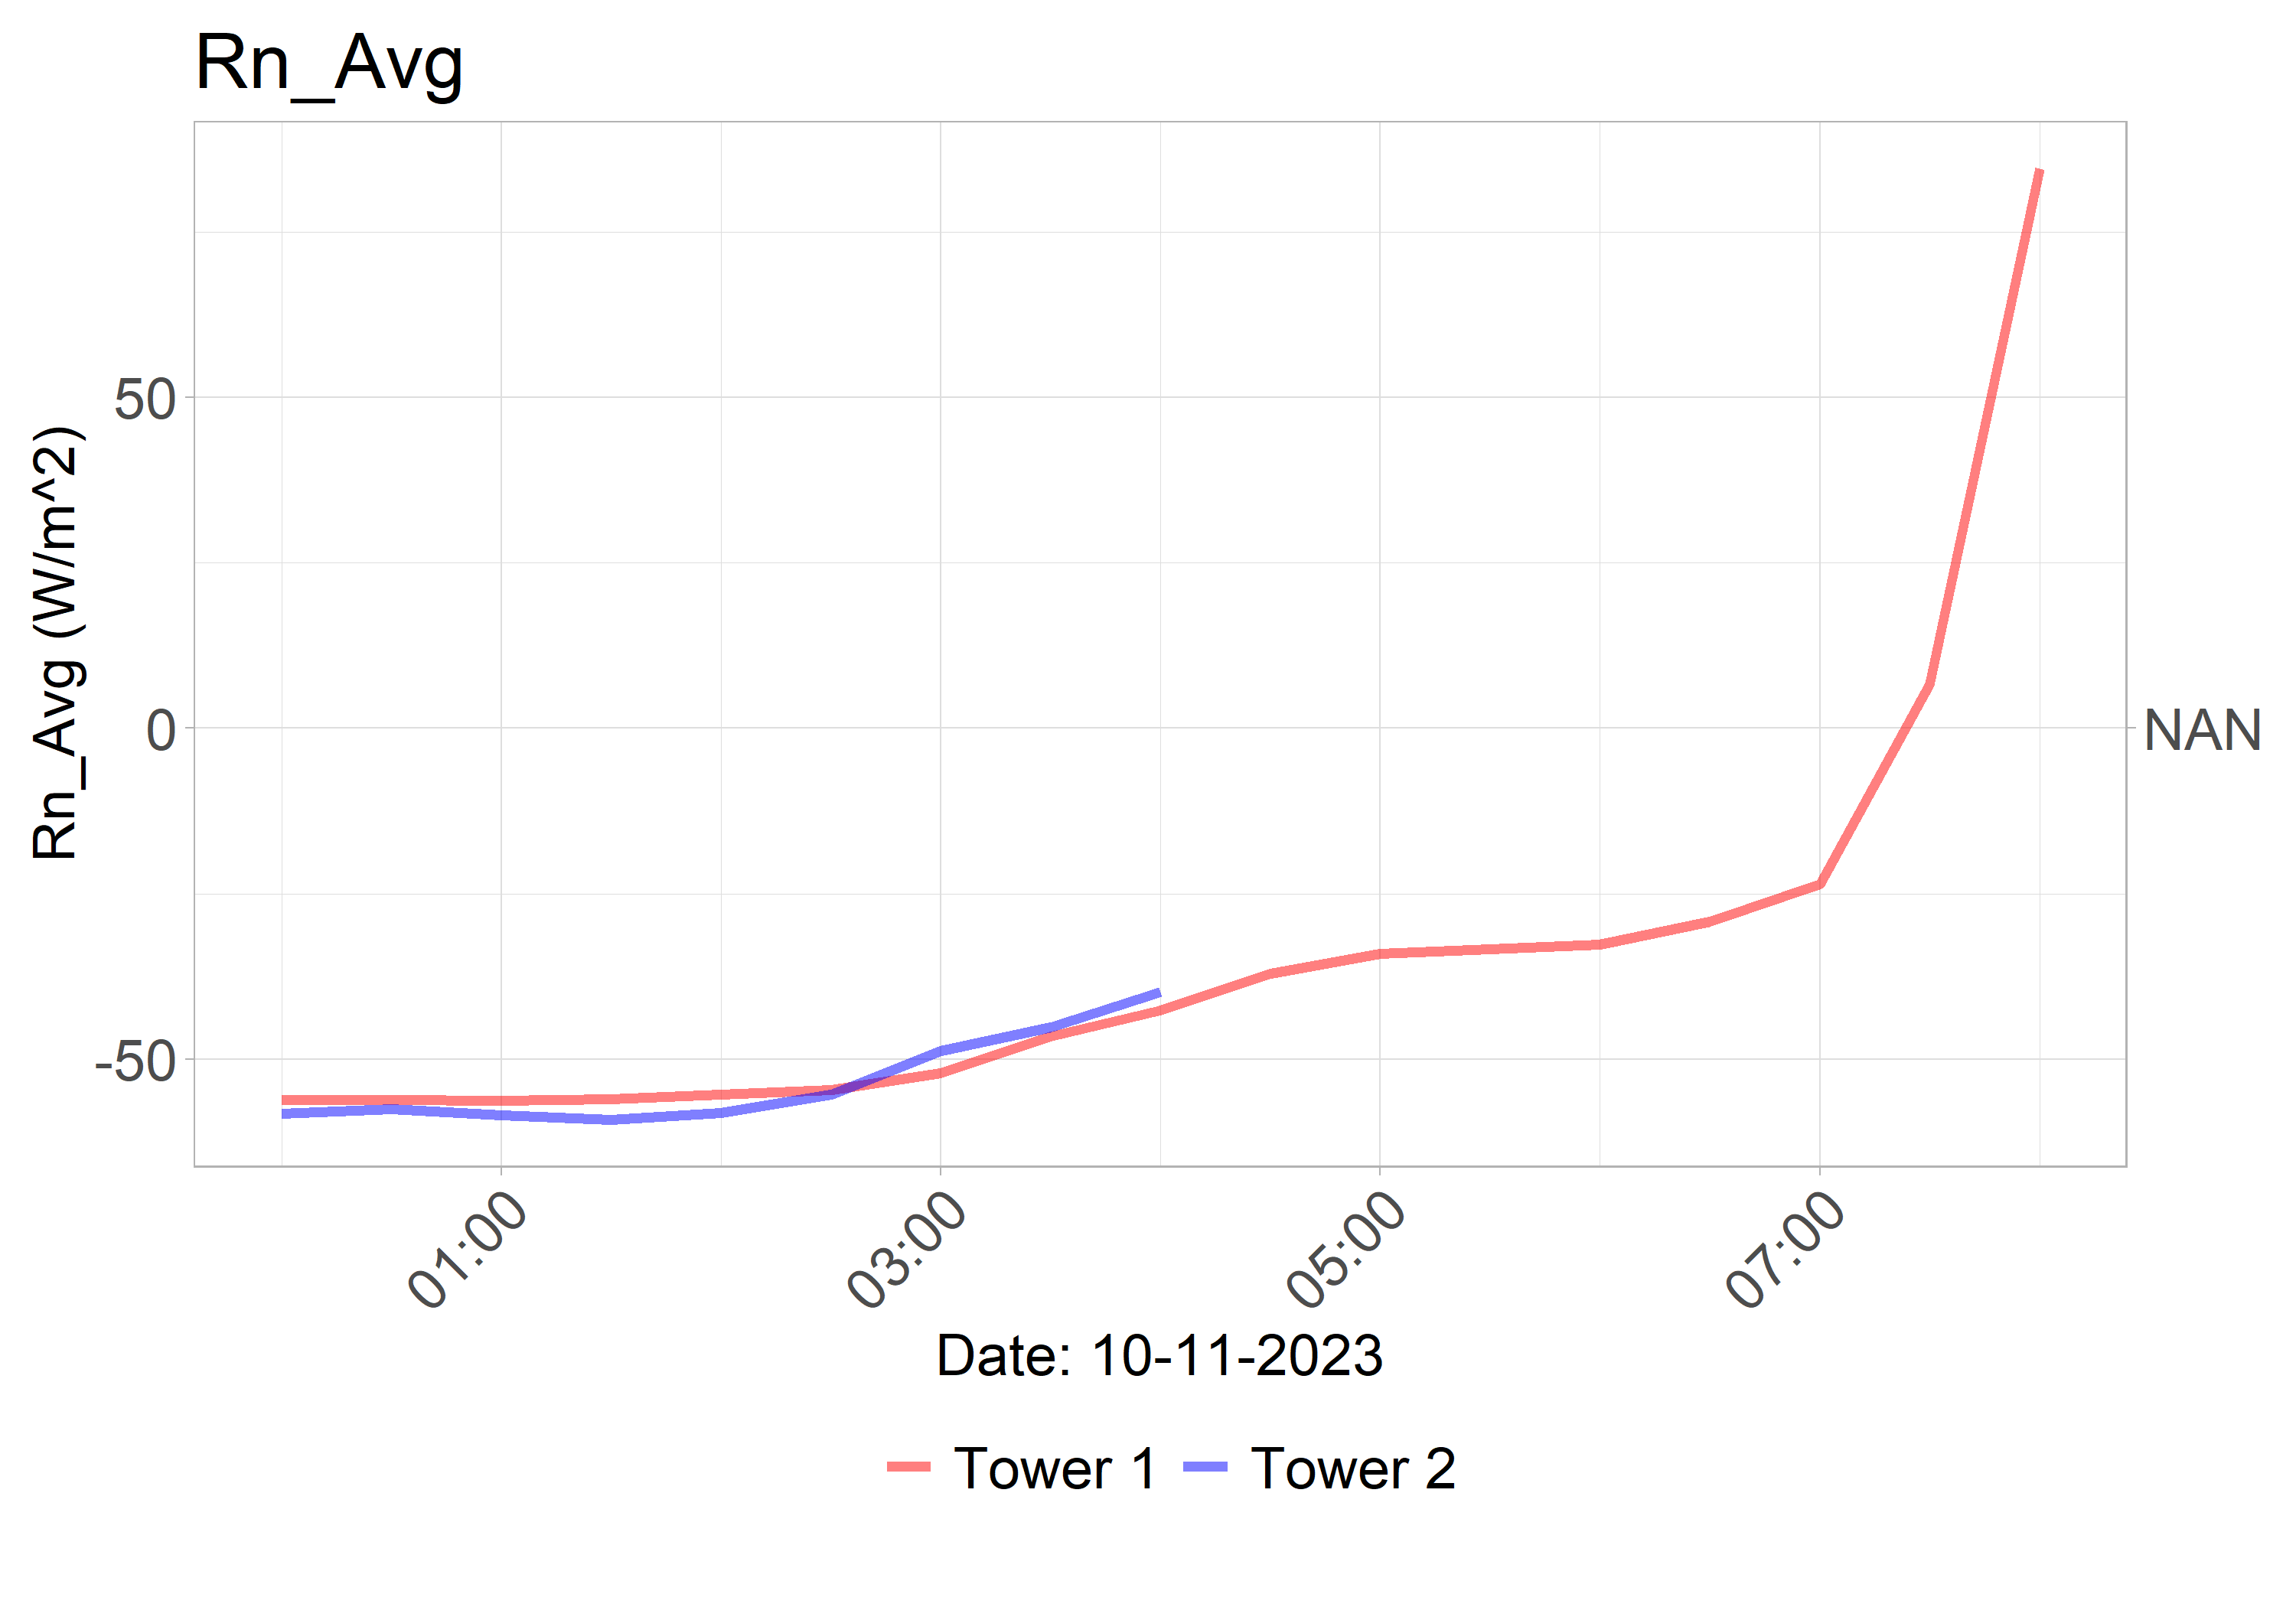 Rn_Avg
Rn_Avg (W/m^2)
50
0
-50
NAN
01:00
03:00
05:00
07:00
Date: 10-11-2023
Tower 1
Tower 2